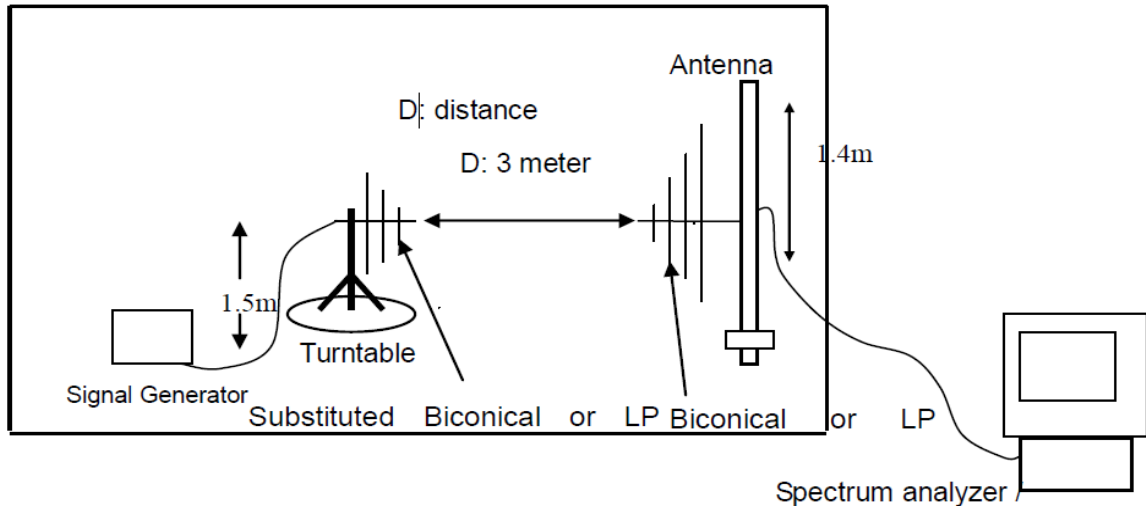 Antenna
D: distance
D: 3 meter
1.4m
1.5m
Turntable
Signal Generator
Substituted Biconical or LP
Biconical or LP
Spectrum analyzer /